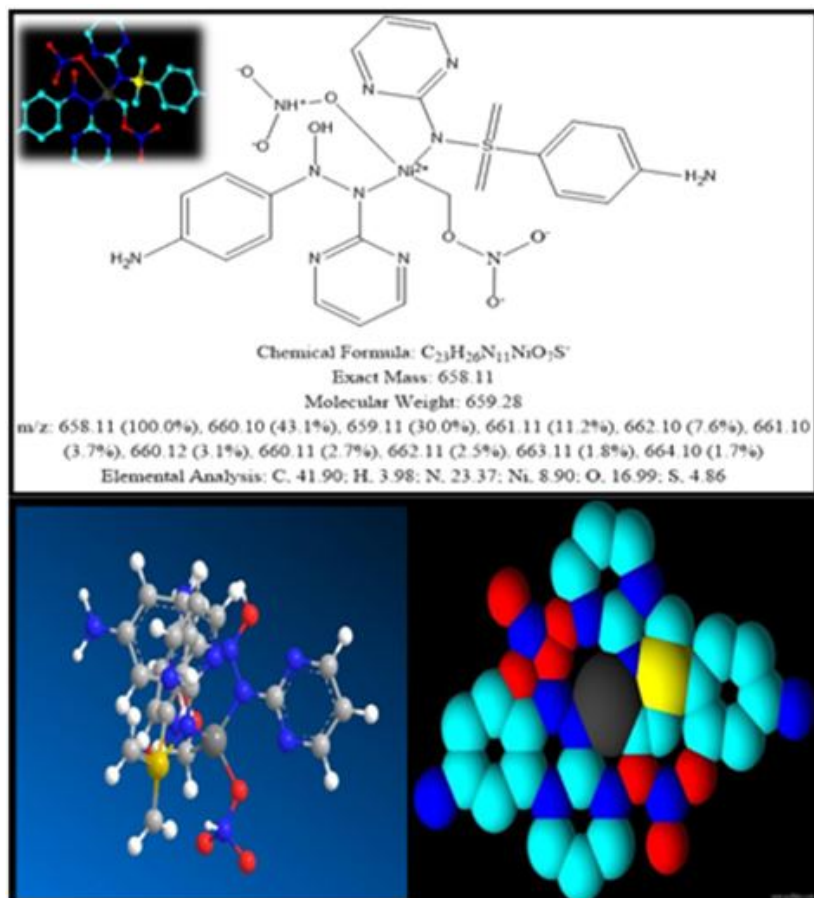 N
N
⁻O
NH⁺
O
⁻O
OH
N
S
Ni²⁺
N
N
H₂N
O
O⁻
N
O⁻
H₂N
N
N
Chemical Formula: C₂₃H₂₆N₁₁NiO₇S⁻
Exact Mass: 658.11
Molecular Weight: 659.28
m/z: 658.11 (100.0%), 660.10 (43.1%), 659.11 (30.0%), 661.11 (11.2%), 662.10 (7.6%), 661.10
(3.7%), 660.12 (3.1%), 660.11 (2.7%), 662.11 (2.5%), 663.11 (1.8%), 664.10 (1.7%)
Elemental Analysis: C, 41.90; H, 3.98; N, 23.37; Ni, 8.90; O, 16.99; S, 4.86